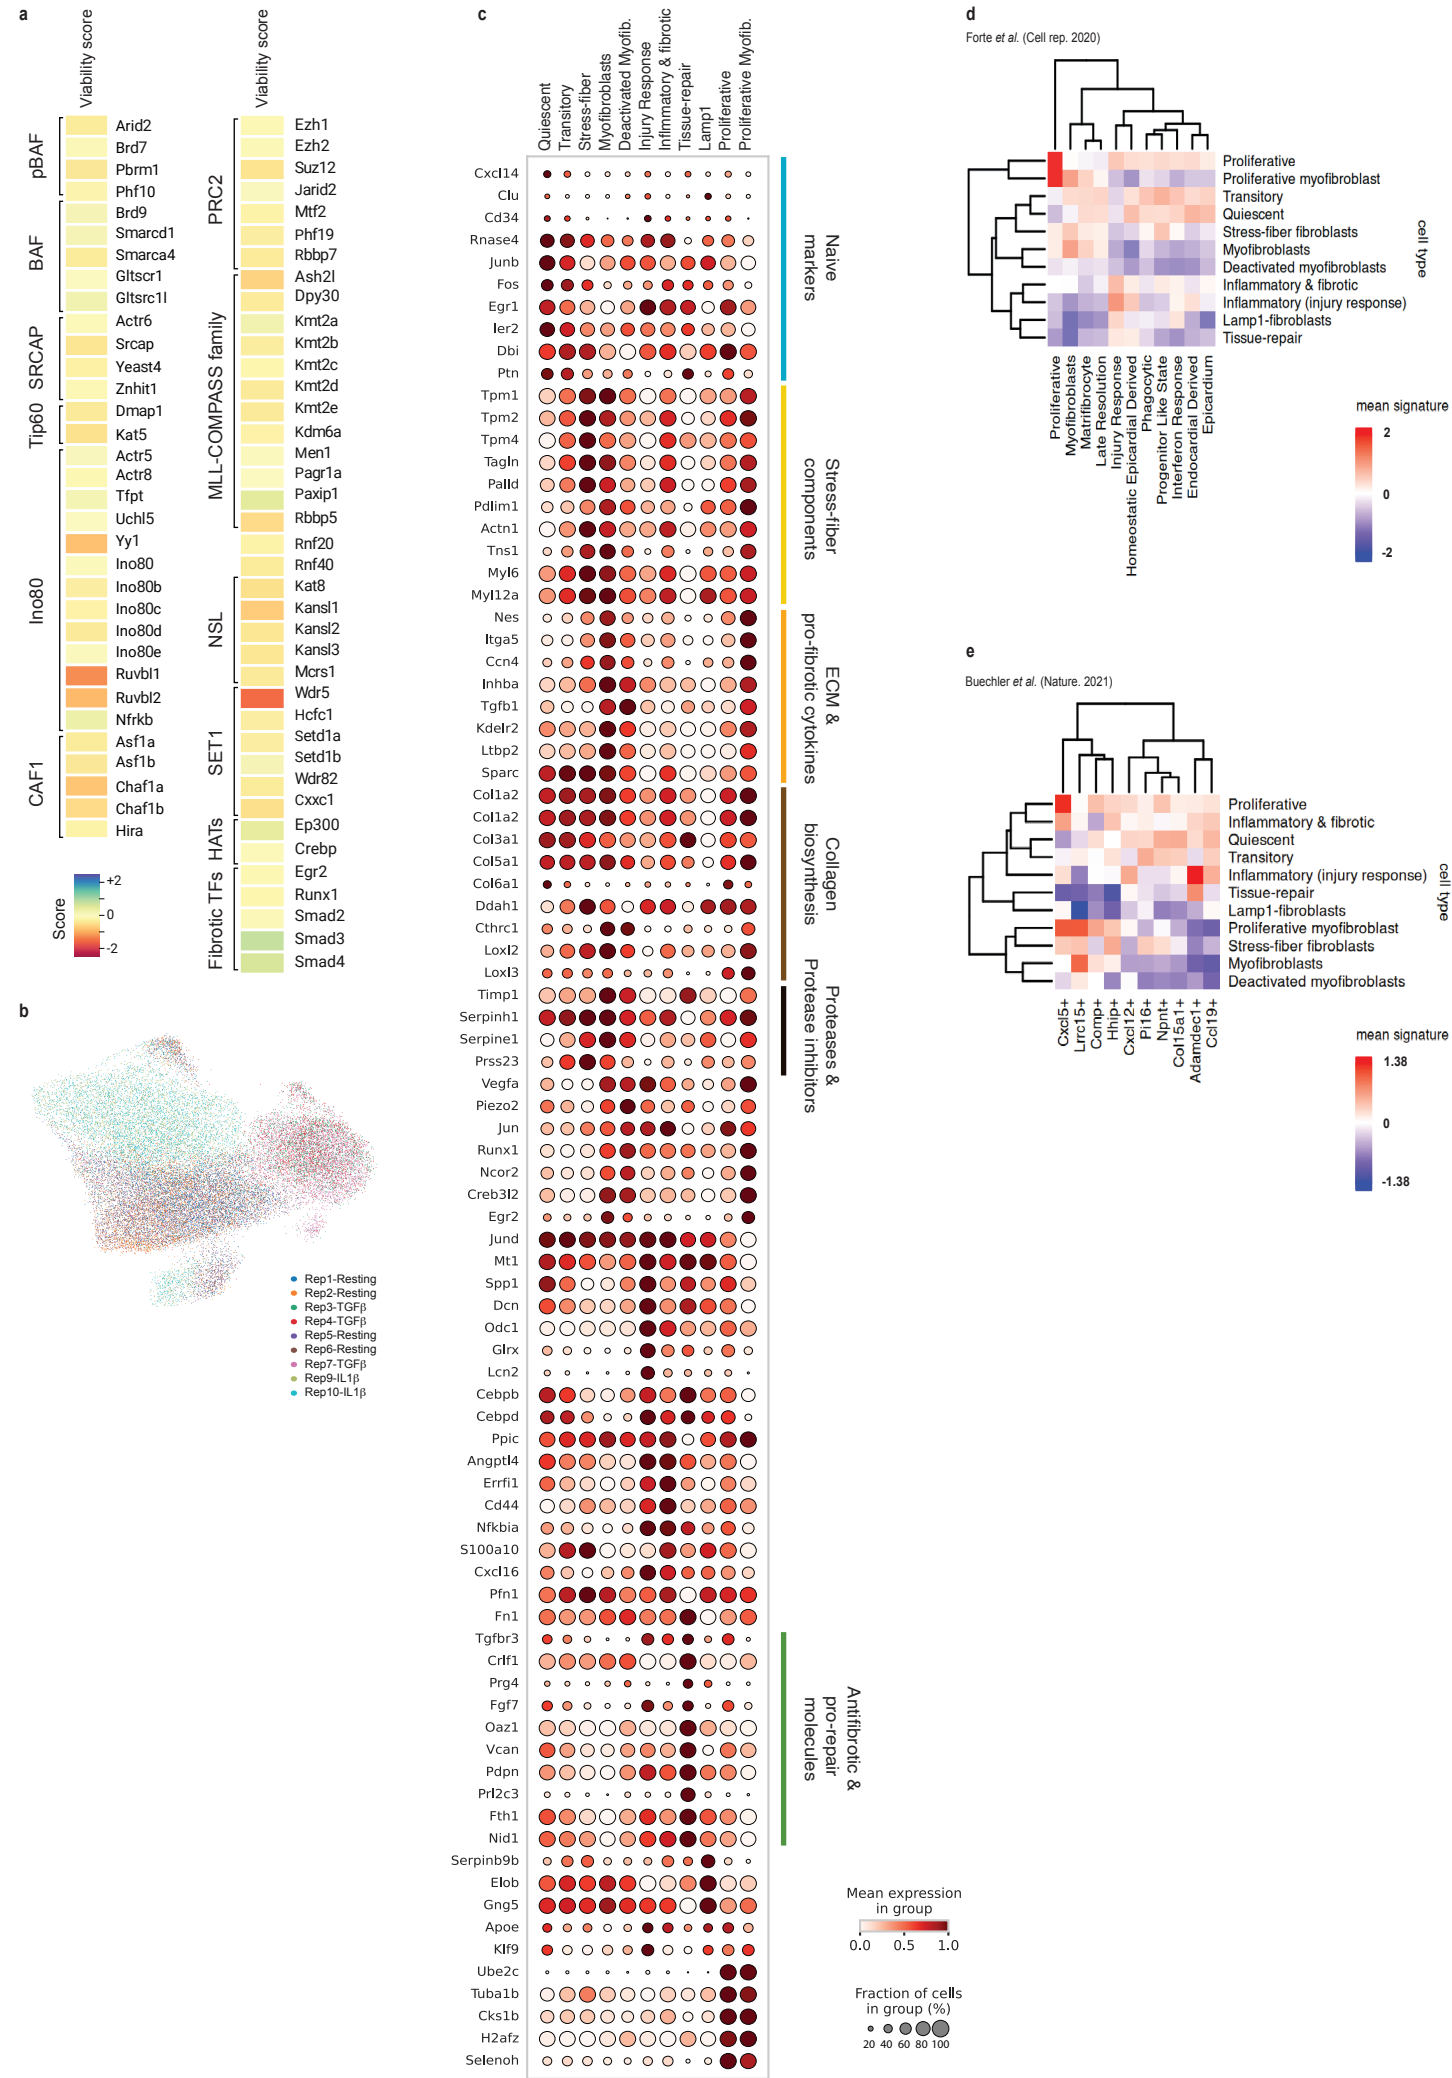 a
Viability score
Viability score
pBAF
Arid2
Brd7
Pbrm1
Phf10
BAF
Brd9
Smarcd1
Smarca4
Gltscr1
Gltsrc1l
SRCAP
Actr6
Srcap
Yeast4
Znhit1
Tip60
Dmap1
Kat5
Ino80
Actr5
Actr8
Tfpt
Uchl5
Yy1
Ino80
Ino80b
Ino80c
Ino80d
Ino80e
Ruvbl1
Ruvbl2
Nfrkb
CAF1
Asf1a
Asf1b
Chaf1a
Chaf1b
Hira
PRC2
Ezh1
Ezh2
Suz12
Jarid2
Mtf2
Phf19
Rbbp7
MLL-COMPASS family
Ash2l
Dpy30
Kmt2a
Kmt2b
Kmt2c
Kmt2d
Kmt2e
Kdm6a
Men1
Pagr1a
Paxip1
Rbbp5
Rnf20
Rnf40
NSL
Kat8
Kansl1
Kansl2
Kansl3
Mcrs1
SET1
Wdr5
Hcfc1
Setd1a
Setd1b
Wdr82
Cxxc1
HATs
Ep300
Crebp
Fibrotic TFs
Egr2
Runx1
Smad2
Smad3
Smad4
Score
+2
0
-2
b
Rep1-Resting
Rep2-Resting
Rep3-TGFβ
Rep4-TGFβ
Rep5-Resting
Rep6-Resting
Rep7-TGFβ
Rep9-IL1β
Rep10-IL1β
c
Quiescent
Transitory
Stress-fiber
Myofibroblasts
Deactivated Myofib.
Injury Response
Inflmmatory & fibrotic
Tissue-repair
Lamp1
Proliferative
Proliferative Myofib.
Cxcl14
Clu
Cd34
Rnase4
Junb
Fos
Egr1
Ier2
Dbi
Ptn
Tpm1
Tpm2
Tpm4
Tagln
Palld
Pdlim1
Actn1
Tns1
Myl6
Myl12a
Nes
Itga5
Ccn4
Inhba
Tgfb1
Kdelr2
Ltbp2
Sparc
Col1a2
Col1a2
Col3a1
Col5a1
Col6a1
Ddah1
Cthrc1
Loxl2
Loxl3
Timp1
Serpinh1
Serpine1
Prss23
Vegfa
Piezo2
Jun
Runx1
Ncor2
Creb3l2
Egr2
Jund
Mt1
Spp1
Dcn
Odc1
Glrx
Lcn2
Cebpb
Cebpd
Ppic
Angptl4
Errfi1
Cd44
Nfkbia
S100a10
Cxcl16
Pfn1
Fn1
Tgfbr3
Crlf1
Prg4
Fgf7
Oaz1
Vcan
Pdpn
Prl2c3
Fth1
Nid1
Serpinb9b
Elob
Gng5
Apoe
Klf9
Ube2c
Tuba1b
Cks1b
H2afz
Selenoh
Naive
markers
Stress-fiber
components
ECM &
pro-fibrotic cytokines
Collagen
biosynthesis
Proteases &
Protease inhibitors
Antifibrotic &
pro-repair
molecules
Mean expression
in group
0.0 0.5 1.0
Fraction of cells
in group (%)
20 40 60 80 100
d
Forte et al. (Cell rep. 2020)
Proliferative
Proliferative myofibroblast
Transitory
Quiescent
Stress-fiber fibroblasts
Myofibroblasts
Deactivated myofibroblasts
Inflammatory & fibrotic
Inflammatory (injury response)
Lamp1-fibroblasts
Tissue-repair
cell type
Proliferative
Myofibroblasts
Matrifibrocyte
Late Resolution
Injury Response
Homeostatic Epicardial Derived
Phagocytic
Progenitor Like State
Interferon Response
Endocardial Derived
Epicardium
mean signature
2
0
-2
e
Buechler et al. (Nature. 2021)
Proliferative
Inflammatory & fibrotic
Quiescent
Transitory
Inflammatory (injury response)
Tissue-repair
Lamp1-fibroblasts
Proliferative myofibroblast
Stress-fiber fibroblasts
Myofibroblasts
Deactivated myofibroblasts
cell type
Cxcl5+
Lrrc15+
Comp+
Hhip+
Cxcl12+
Pi16+
Npnt+
Col15a1+
Adamdec1+
Ccl19+
mean signature
1.38
0
-1.38